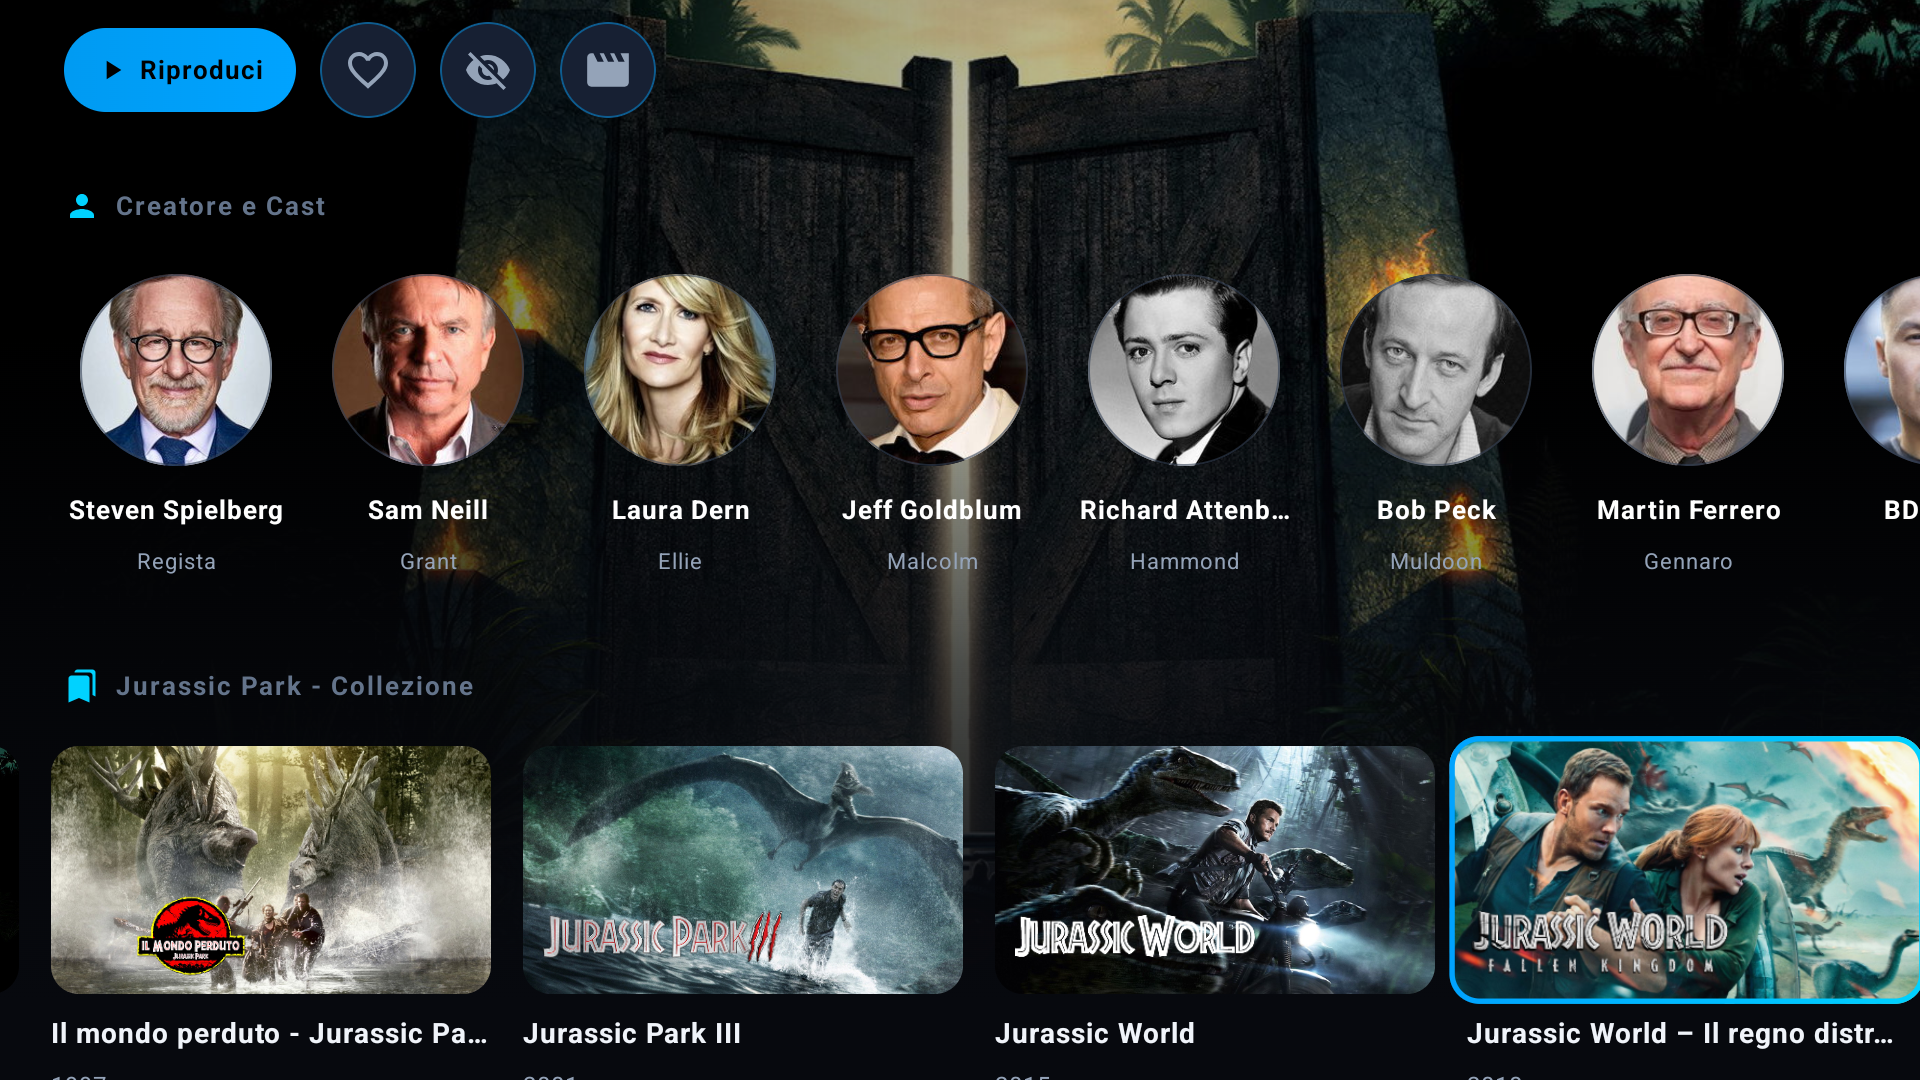 Riproduci
Creatore e Cast
Steven Spielberg
Regista
Sam Neill
Grant
Laura Dern
Ellie
Jeff Goldblum
Malcolm
Richard Attenb...
Hammond
Bob Peck
Muldoon
Martin Ferrero
Gennaro
BD
Jurassic Park - Collezione
IL MONDO PERDUTO
JURASSIC PARK
JURASSIC PARK III
JURASSIC WORLD
JURASSIC WORLD
FALLEN KINGDOM
Il mondo perduto - Jurassic Pa...
Jurassic Park III
Jurassic World
Jurassic World – Il regno distr...